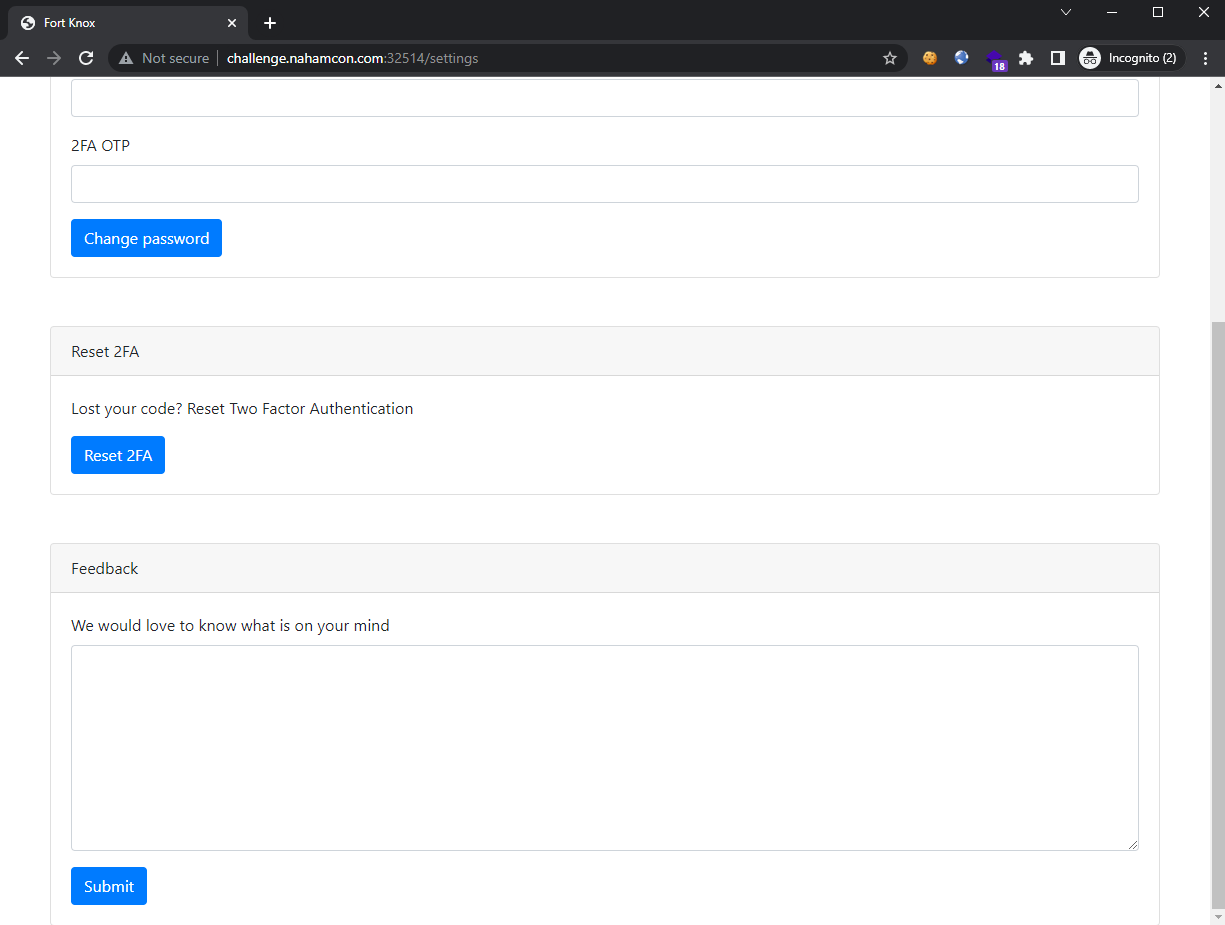 Fort Knox
Not secure challenge.nahamcon.com:32514/settings
18
Incognito (2)
2FA OTP
Change password
Reset 2FA
Lost your code? Reset Two Factor Authentication
Reset 2FA
Feedback
We would love to know what is on your mind
Submit